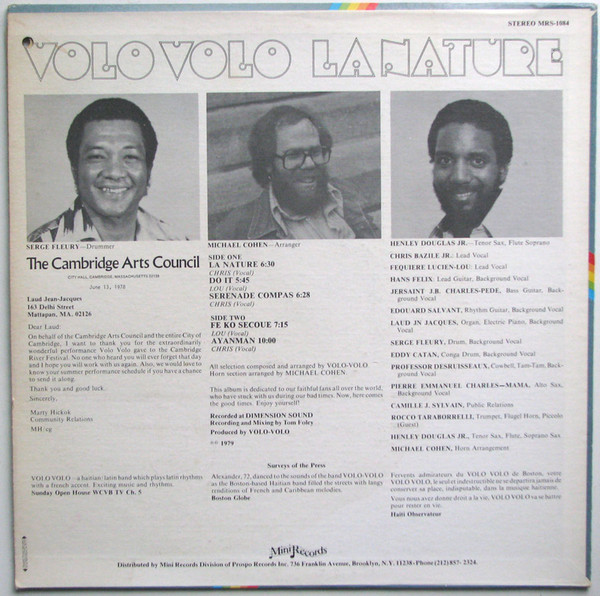 STEREO MRS-1084
VOLO VOLO LA NATURE
SERGE FLEURY—Drummer
The Cambridge Arts Council
CITY HALL, CAMBRIDGE, MASSACHUSETTS 02139
June 13, 1978
Laud Jean-Jacques
163 Delhi Street
Mattapan, MA. 02126
Dear Laud
On behalf of the Cambridge Arts Council and the entire City of
Cambridge, I want to thank you for the extraordinarily
wonderful performance Volo Volo gave in the Cambridge
River Festival. No one who heard you will ever forget that day
and I hope you will work with us again. Also, we would love to
know your summer performance schedule if you have a chance
to send it along.
Thank you and good luck.
Sincerely,
Marry Hickok
Community Relations
MH/sg
MICHAEL COHEN—Arranger
SIDE ONE
LA NATURE 6:30
CHRIS (Vocal)
DO IT 5:45
LOU (Vocal)
SERENADE COMPAS 6:28
CHRIS (Vocal)
SIDE TWO
FE KO SECOUE 7:15
LOU (Vocal)
AYANMAN 10:00
CHRIS (Vocal)
All selection composed and arranged by VOLO-VOLO
Horn section arranged by MICHAEL COHEN
This album is dedicated to our faithful fans all over the world,
who have stuck with us during our bad times. Now, here comes
the good times. Enjoy yourself!
Recorded at DIMENSION SOUND
Recording and Mixing by Tom Foley
Produced by VOLO-VOLO
1979
HENLEY DOUGLAS JR.—Tenor Sax, Flute Soprano
CHRIS BAZILE JR.: Lead Vocal
FEQUIERE LUCIEN-LOU: Lead Vocal
HANS FELIX: Lead Guitar, Background Vocal
JERSAINT J.B. CHARLES-PEDE, Bass Guitar, Background Vocal
EDOUARD SALVANT, Rhythm Guitar, Background Vocal
LAUD JN JACQUES, Organ, Electric Piano, Background
Vocal
SERGE FLEURY, Drum, Background Vocal
EDDY CATAN, Conga Drum, Background Vocal
PROFESSOR DESRUISSEAUX, Cowbell, Tam-Tam, Background Vocal
PIERRE EMMANUEL CHARLES—MAMA, Alto Sax,
Background Vocal
CAMILLE J. SYLVAIN, Public Relations
ROCCO TARABORRELLI, Trumpet, Flugel Horn, Piccolo
(Guest)
HENLEY DOUGLAS JR., Tenor Sax, Flute, Soprano Sax
MICHAEL COHEN, Horn Arrangement
Surveys of the Press
VOLO VOLO—a haitian; latin band which plays latin rhythms
with a french accent. Exciting music and rhythms.
Sunday Open House WCVB TV Ch. 5
Alexander, 72, danced to the sounds of the band VOLO-VOLO
as the Boston-based Haitian band filled the streets with tangy
renditions of French and Caribbean melodies.
Boston Globe
Fervents admirateurs du VOLO VOLO de Boston, votre
VOLO VOLO, le seul et indestructible ne se departira jamais de
conserver sa place, indisputable, dans la musique haitienne.
Vous nous avez donne droit a la vie, VOLO VOLO va se battre
pour rester en vie.
Haiti Observateur
Mini Records
Distributed by Mini Records Division of Prospo Records Inc. 736 Franklin Avenue, Brooklyn, N.Y. 11238 • Phone (212) 857- 2324.